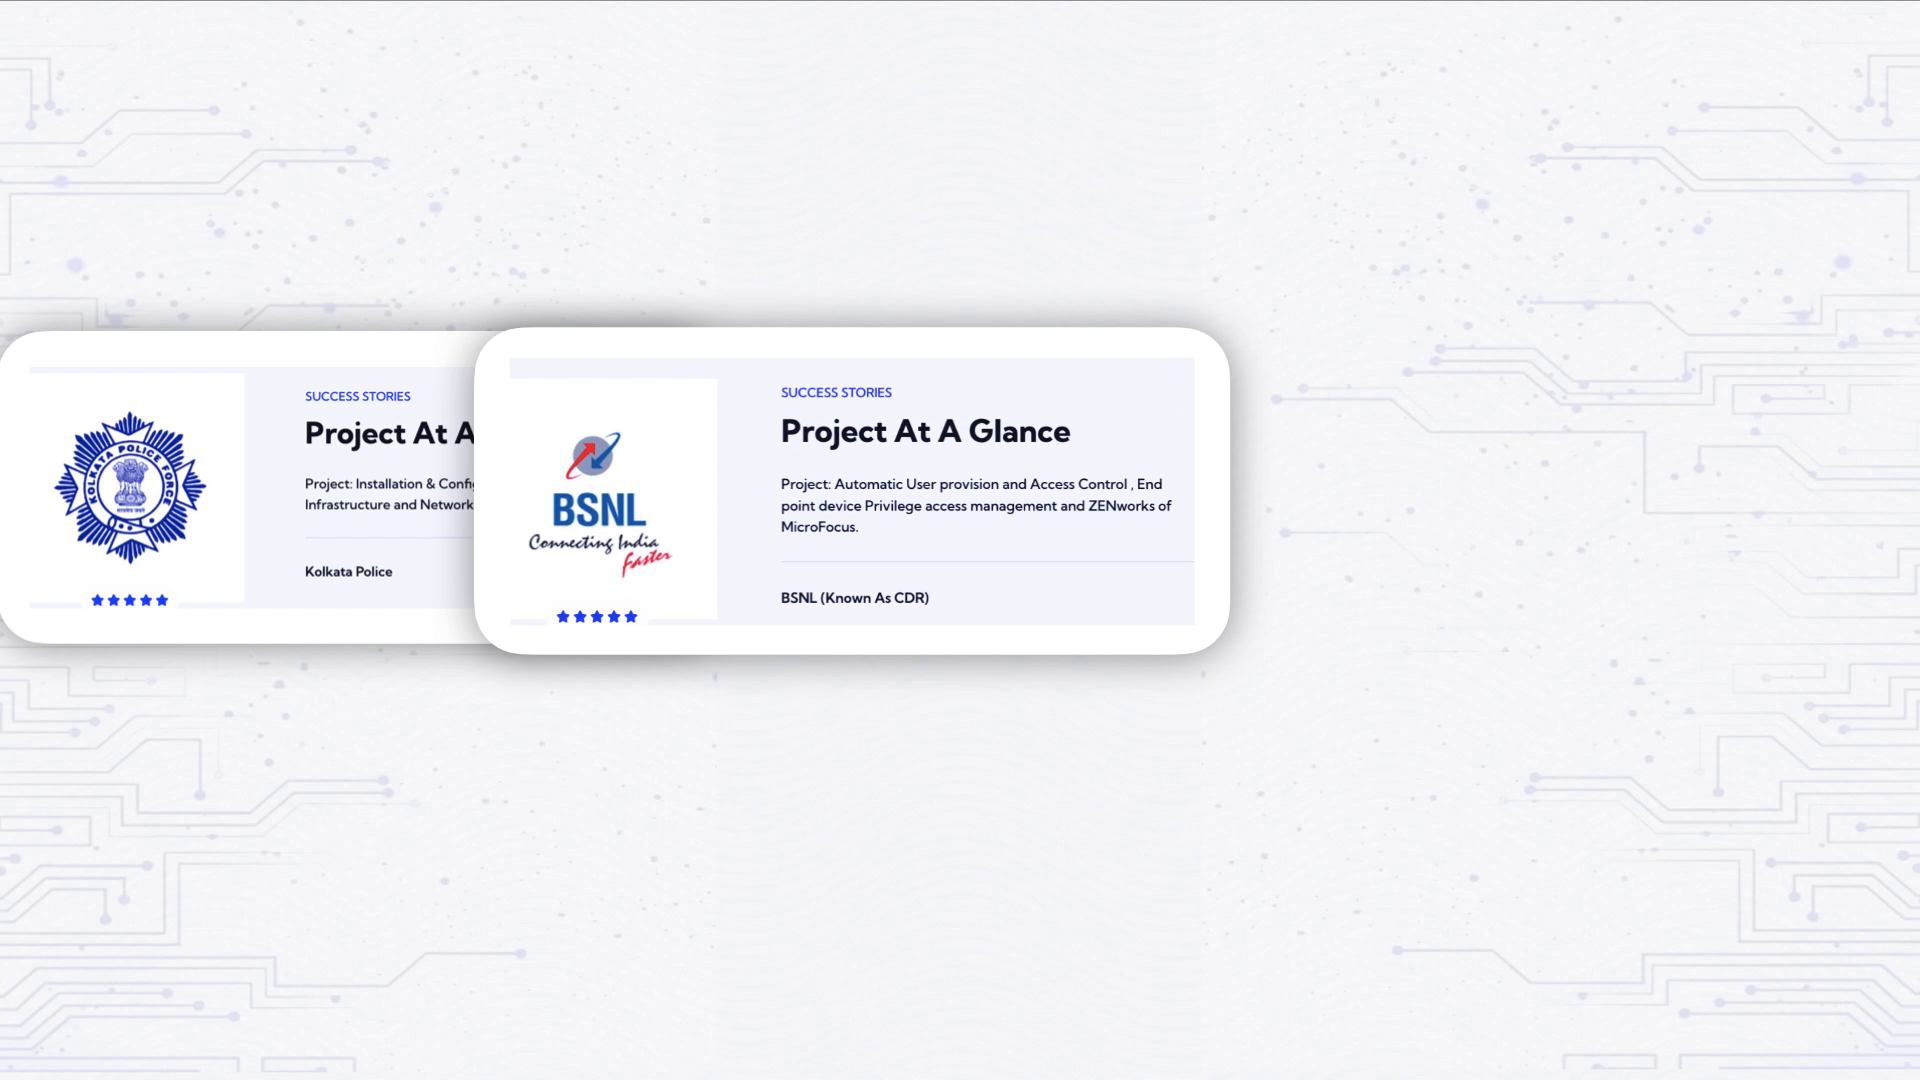 KOLKATA POLICE FORCE
SUCCESS STORIES
Project At A
Project: Installation &
Infrastructure and Network
Kolkata Police
BSNL
Connecting India
Faster
SUCCESS STORIES
Project At A Glance
Project: Automatic User provision and Access Control , End
point device Privilege access management and ZENworks of
MicroFocus.
BSNL (Known As CDR)